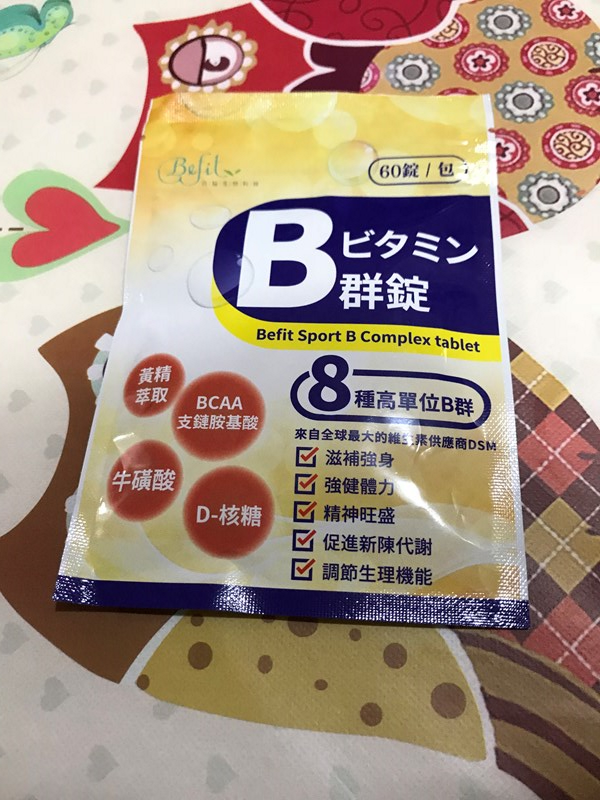 Befit
60錠 / 包
B ビタミン
群錠
Befit Sport B Complex tablet
8種高單位B群
來自全球最大的維生素供應商DSM
滋補強身
強健體力
精神旺盛
促進新陳代謝
調節生理機能
黃精
萃取
BCAA
支鏈胺基酸
牛磺酸
D-核糖